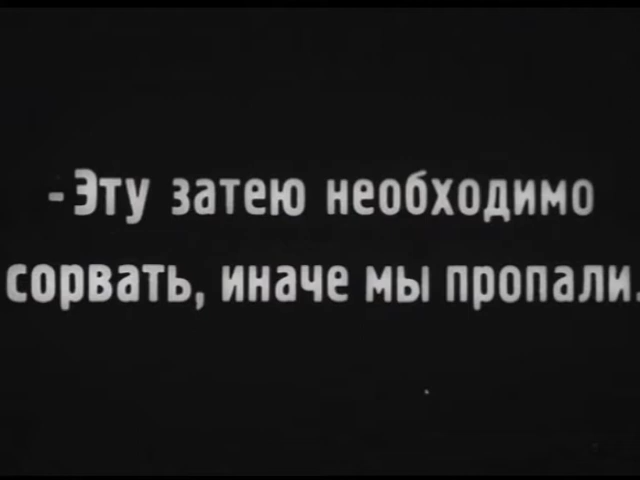 -Эту затею необходимо
сорвать, иначе мы пропали.